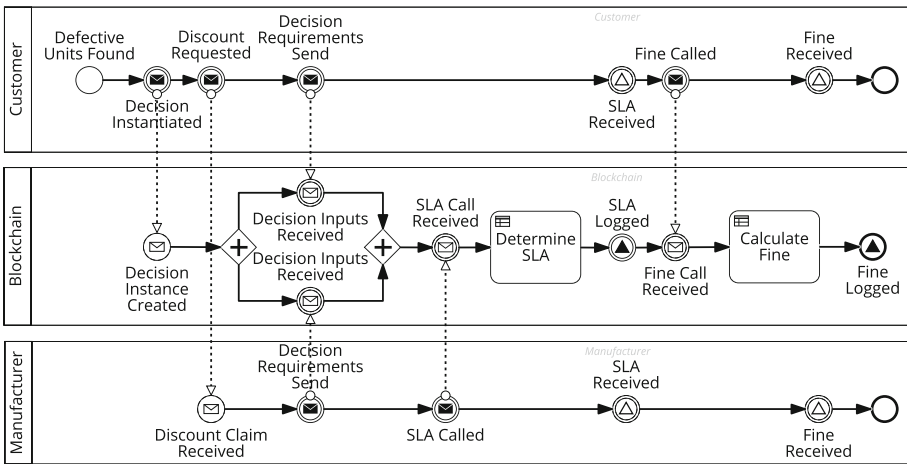 Customer
Customer
Defective
Units Found
Decision
Instantiated
Discount
Requested
Decision
Requirements
Send
SLA
Received
Fine Called
Fine
Received
Blockchain
Blockchain
Decision
Instance
Created
Decision Inputs
Received
Decision Inputs
Received
SLA Call
Received
Determine
SLA
SLA
Logged
Fine Call
Received
Calculate
Fine
Fine
Logged
Manufacturer
Manufacturer
Discount Claim
Received
Decision
Requirements
Send
SLA Called
SLA
Received
Fine
Received